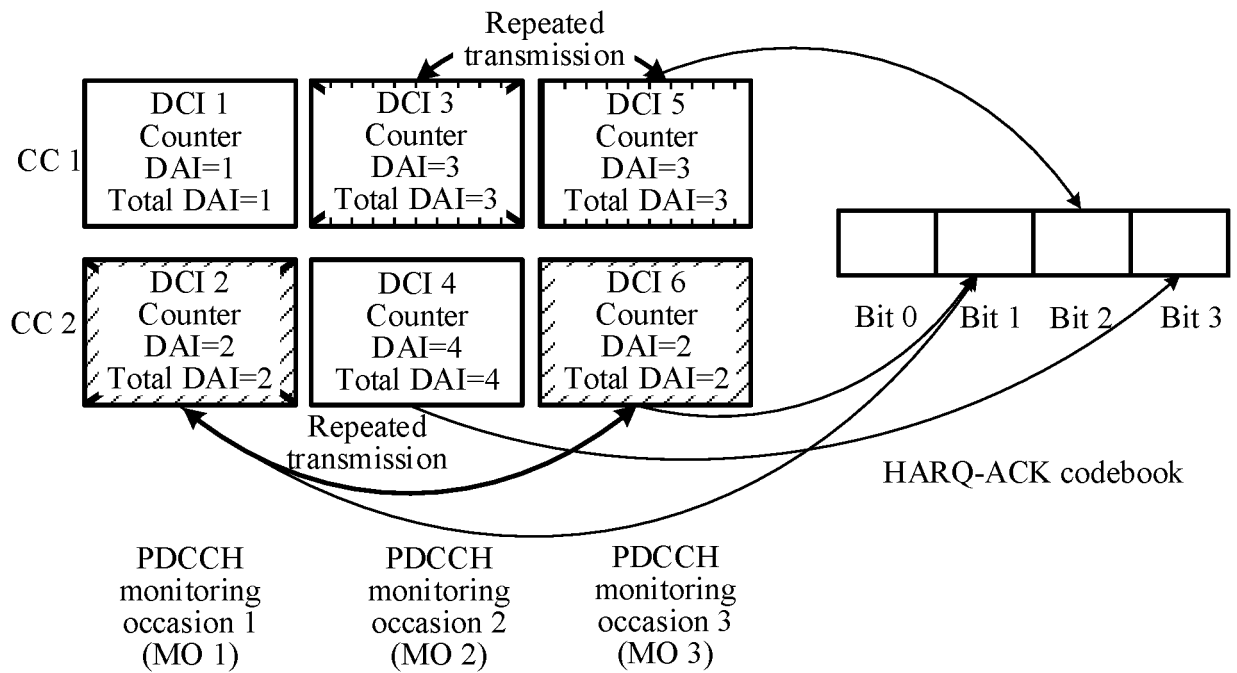 Repeated
transmission
CC 1
DCI 1
Counter
DAI=1
Total DAI=1
DCI 3
Counter
DAI=3
Total DAI=3
DCI 5
Counter
DAI=3
Total DAI=3
CC 2
DCI 2
Counter
DAI=2
Total DAI=2
DCI 4
Counter
DAI=4
Total DAI=4
DCI 6
Counter
DAI=2
Total DAI=2
Bit 0
Bit 1
Bit 2
Bit 3
Repeated
transmission
HARQ-ACK codebook
PDCCH
monitoring
occasion 1
(MO 1)
PDCCH
monitoring
occasion 2
(MO 2)
PDCCH
monitoring
occasion 3
(MO 3)